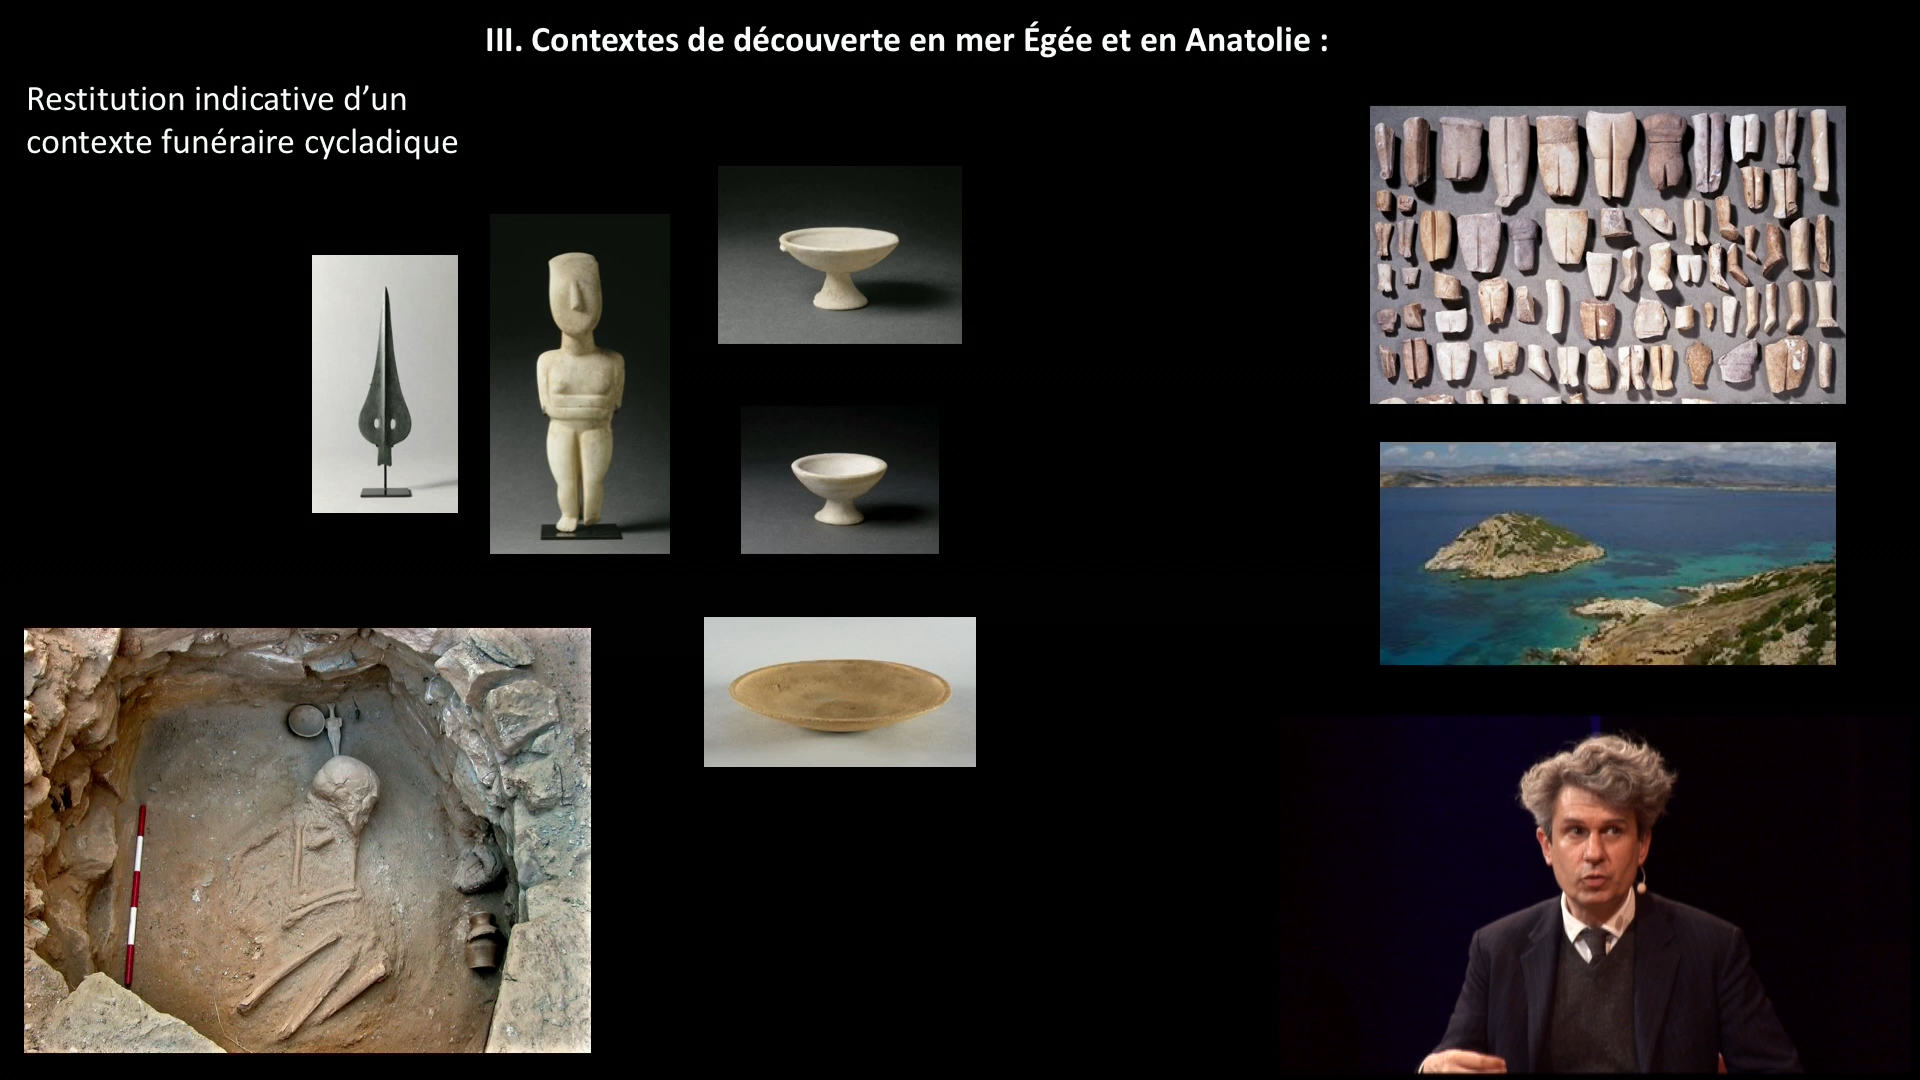 III. Contextes de découverte en mer Égée et en Anatolie :
Restitution indicative d’un
contexte funéraire cycladique